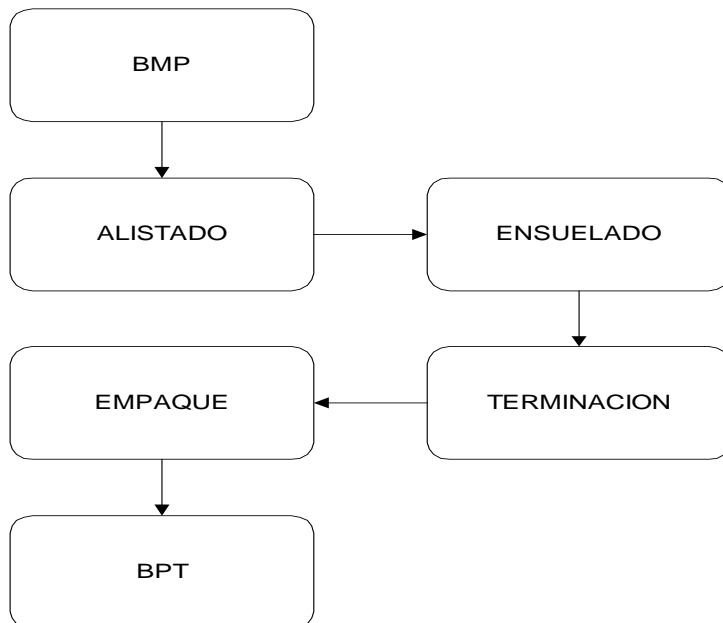 BMP
ALISTADO
ENSUELADO
TERMINACION
EMPAQUE
BPT